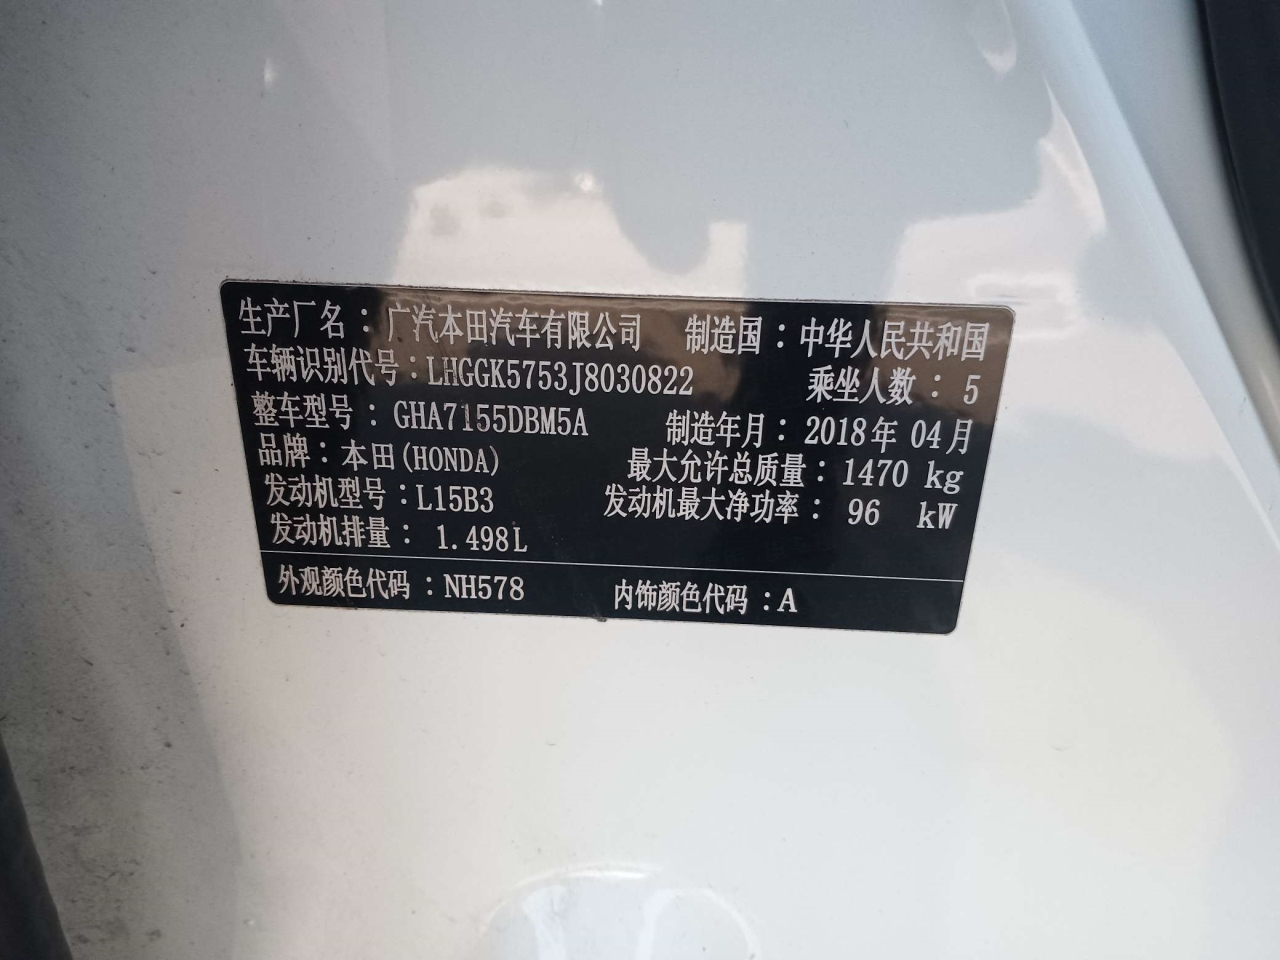 生产厂名：广汽本田汽车有限公司 制造国：中华人民共和国
车辆识别代号：LHGGK5753J8030822 乘坐人数：5
整车型号：GHA7155DBM5A 制造年月：2018年04月
品牌：本田(HONDA) 最大允许总质量：1470 kg
发动机型号：L15B3 发动机最大净功率：96 kW
发动机排量：1.498L
外观颜色代码：NH578 内饰颜色代码：A